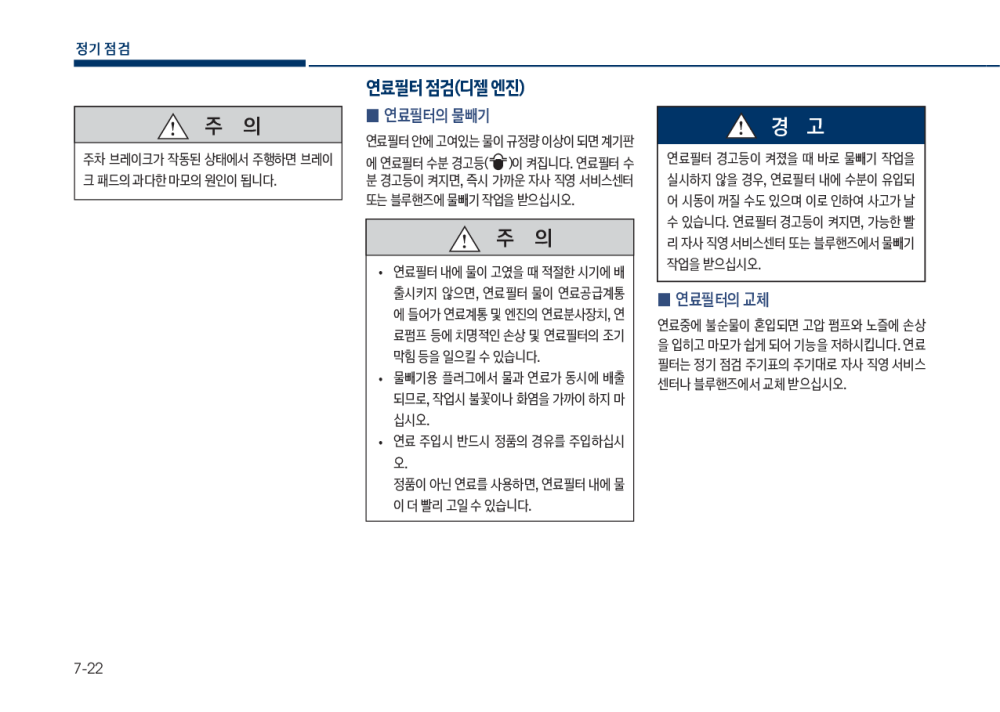 정기 점검
주 의
주차 브레이크가 작동된 상태에서 주행하면 브레이
크 패드의 과다한 마모의 원인이 됩니다.
연료필터 점검(디젤 엔진)
■ 연료필터의 물빼기
연료필터 안에 고여있는 물이 규정량 이상이 되면 계기판
에 연료필터 수분 경고등( )이 켜집니다. 연료필터 수
분 경고등이 켜지면, 즉시 가까운 자사 직영 서비스센터
또는 블루핸즈에 물빼기 작업을 받으십시오.
주 의
• 연료필터 내에 물이 고였을 때 적절한 시기에 배
출시키지 않으면, 연료필터 물이 연료공급계통
에 들어가 연료계통 및 엔진의 연료분사장치, 연
료펌프 등에 치명적인 손상 및 연료필터의 조기
막힘 등을 일으킬 수 있습니다.
• 물빼기용 플러그에서 물과 연료가 동시에 배출
되므로, 작업시 불꽃이나 화염을 가까이 하지 마
십시오.
• 연료 주입시 반드시 정품의 경유를 주입하십시
오.
정품이 아닌 연료를 사용하면, 연료필터 내에 물
이 더 빨리 고일 수 있습니다.
경 고
연료필터 경고등이 켜졌을 때 바로 물빼기 작업을
실시하지 않을 경우, 연료필터 내에 수분이 유입되
어 시동이 꺼질 수도 있으며 이로 인하여 사고가 날
수 있습니다. 연료필터 경고등이 켜지면, 가능한 빨
리 자사 직영 서비스센터 또는 블루핸즈에서 물빼기
작업을 받으십시오.
■ 연료필터의 교체
연료중에 불순물이 혼입되면 고압 펌프와 노즐에 손상
을 입히고 마모가 쉽게 되어 기능을 저하시킵니다. 연료
필터는 정기 점검 주기표의 주기대로 자사 직영 서비스
센터나 블루핸즈에서 교체 받으십시오.
7-22